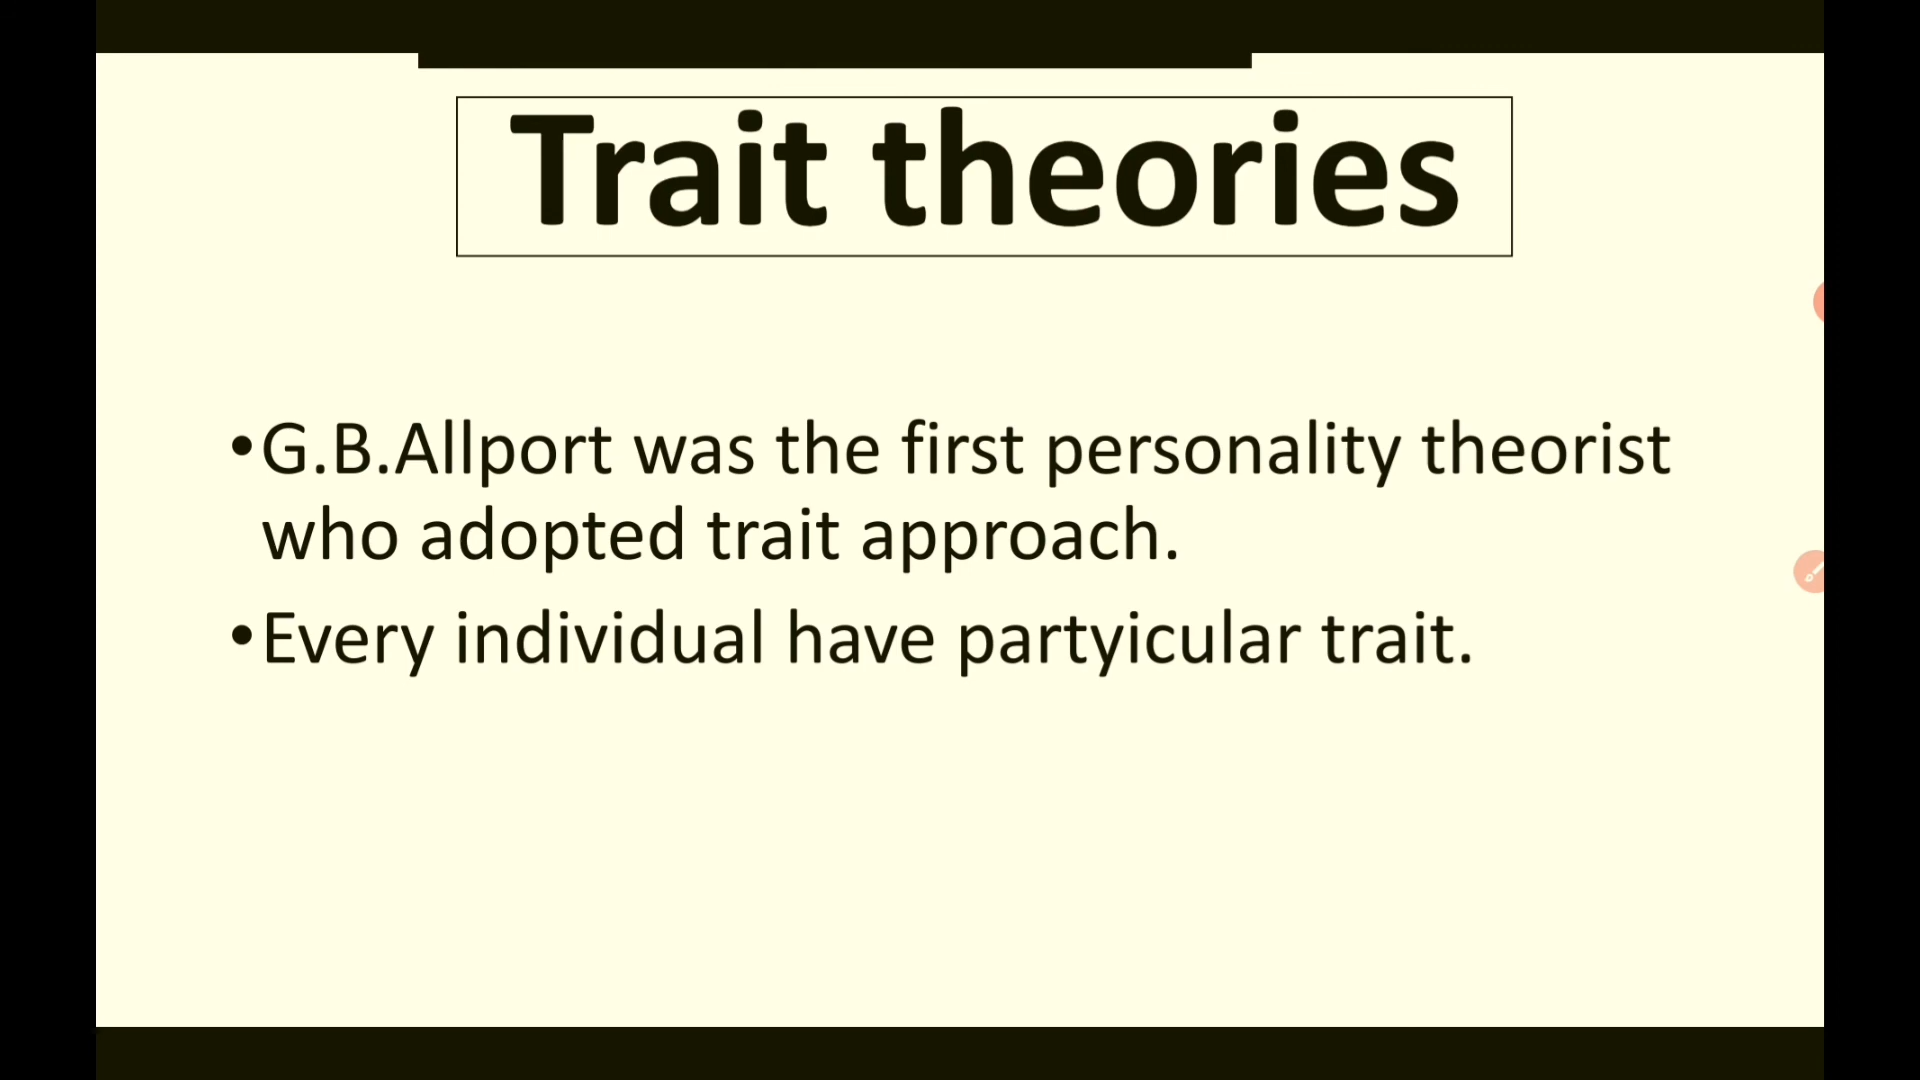 Trait theories
•G.B.Allport was the first personality theorist
who adopted trait approach.
•Every individual have partyicular trait.